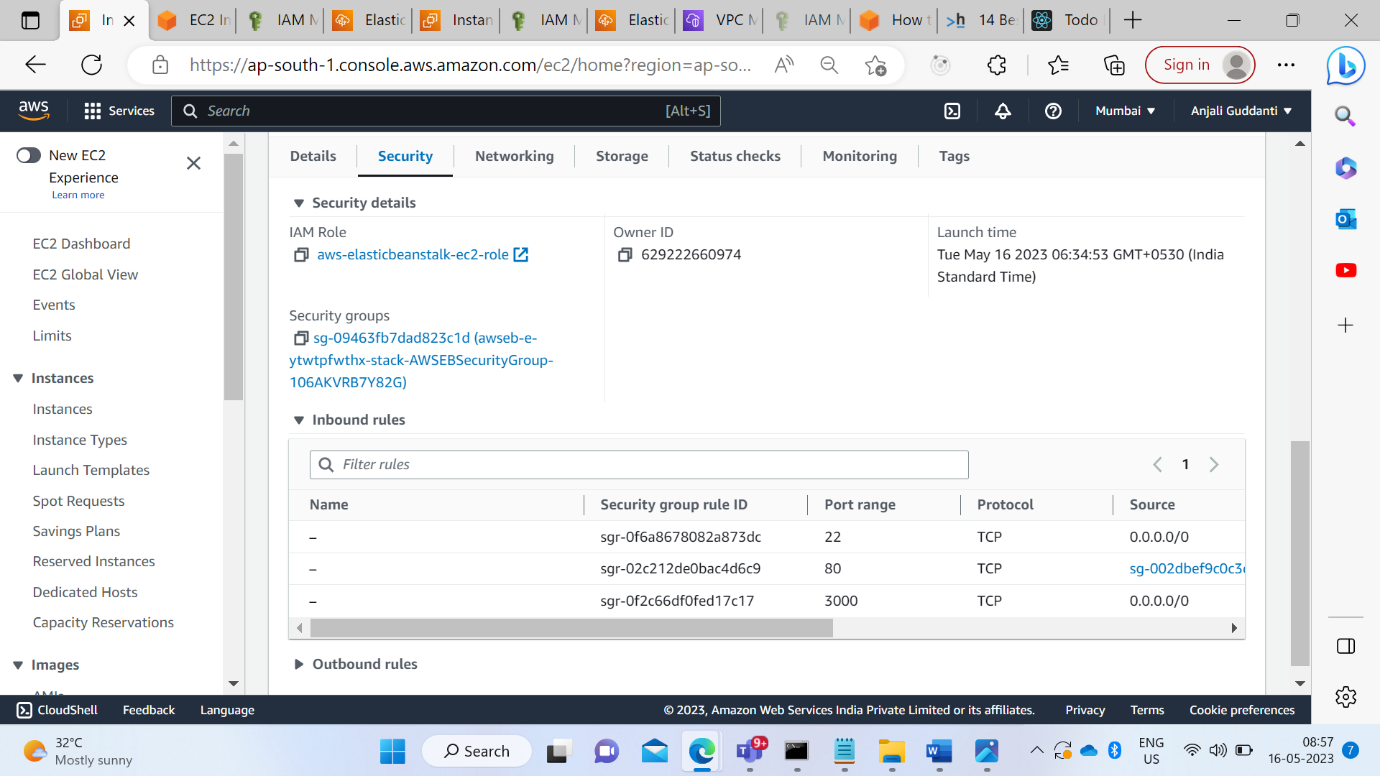 In
EC2 In
IAM M
Elastic
Instan
IAM M
Elastic
VPC M
IAM M
How t
14 Be
Todo
https://ap-south-1.console.aws.amazon.com/ec2/home?region=ap-so...
Sign in
aws
Services
Search
[Alt+S]
Mumbai
Anjali Guddanti
New EC2
Experience
Learn more
EC2 Dashboard
EC2 Global View
Events
Limits
Instances
Instances
Instance Types
Launch Templates
Spot Requests
Savings Plans
Reserved Instances
Dedicated Hosts
Capacity Reservations
Images
AMIs
Details Security Networking Storage Status checks Monitoring Tags
Security details
IAM Role
aws-elasticbeanstalk-ec2-role
Owner ID
629222660974
Launch time
Tue May 16 2023 06:34:53 GMT+0530 (India
Standard Time)
Security groups
sg-09463fb7dad823c1d (awseb-e-
ytwtpfwthx-stack-AWSEBSecurityGroup-
106AKVRB7Y82G)
Inbound rules
Filter rules
1
Name Security group rule ID Port range Protocol Source
– sgr-0f6a8678082a873dc 22 TCP 0.0.0.0/0
– sgr-02c212de0bac4d6c9 80 TCP sg-002dbef9c0c3
– sgr-0f2c66df0fed17c17 3000 TCP 0.0.0.0/0
Outbound rules
CloudShell Feedback Language © 2023, Amazon Web Services India Private Limited or its affiliates. Privacy Terms Cookie preferences
32°C
Mostly sunny
Search
9+
ENG
US
08:57
16-05-2023
7